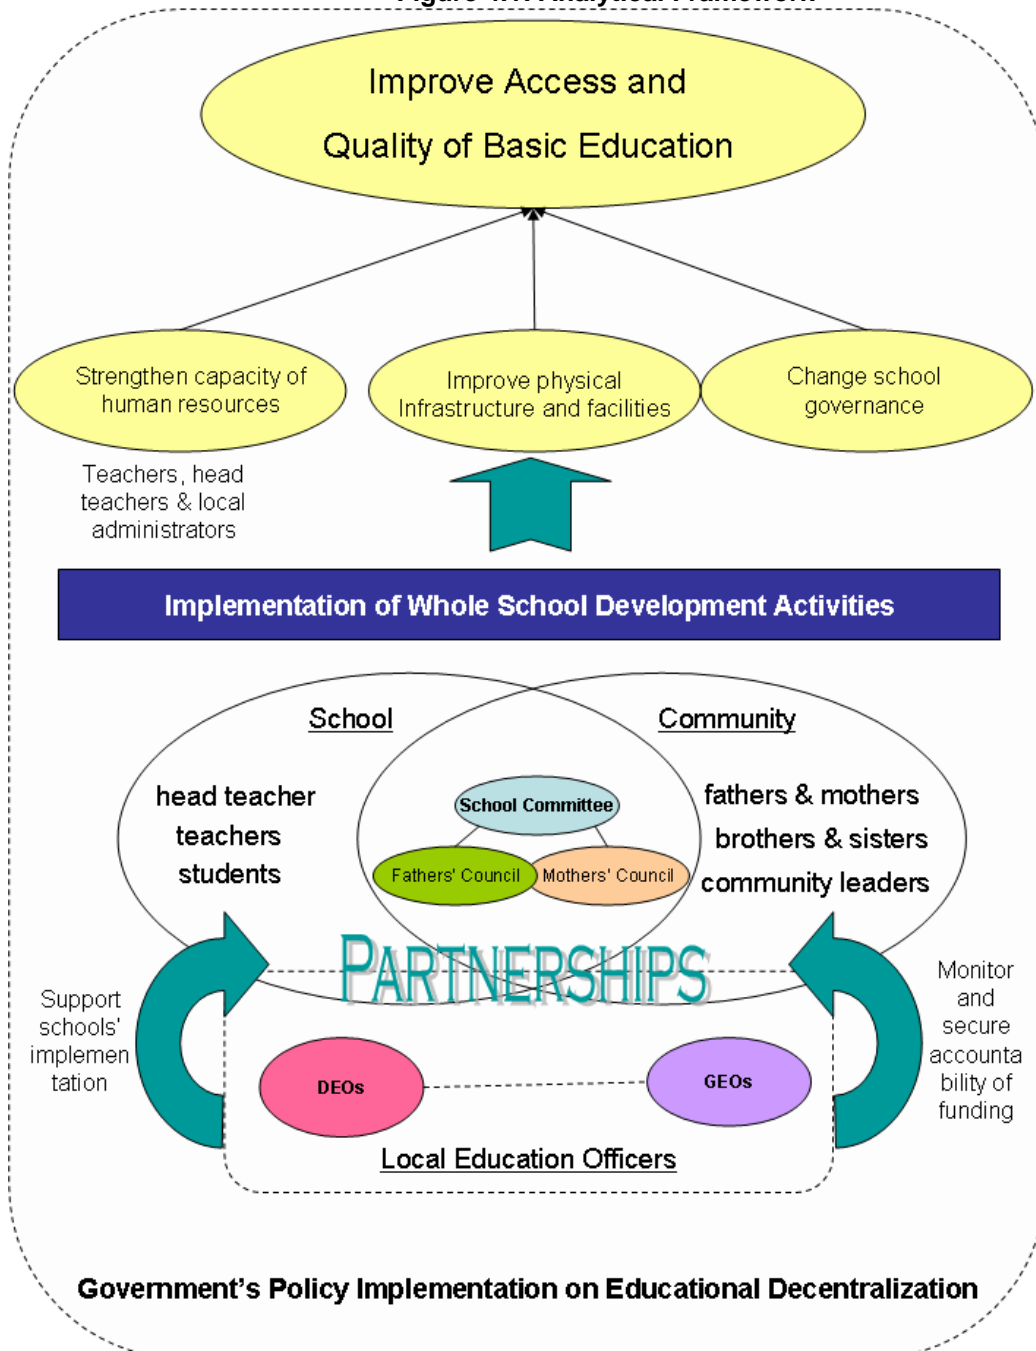 Improve Access and
Quality of Basic Education
Strengthen capacity of
human resources
Improve physical
Infrastructure and facilities
Change school
governance
Teachers, head
teachers & local
administrators
Implementation of Whole School Development Activities
School
Community
head teacher
teachers
students
School Committee
Fathers' Council
Mothers' Council
fathers & mothers
brothers & sisters
community leaders
PARTNERSHIPS
Support
schools'
implemen
tation
Monitor
and
secure
accounta
bility of
funding
DEOs
GEOs
Local Education Officers
Government's Policy Implementation on Educational Decentralization